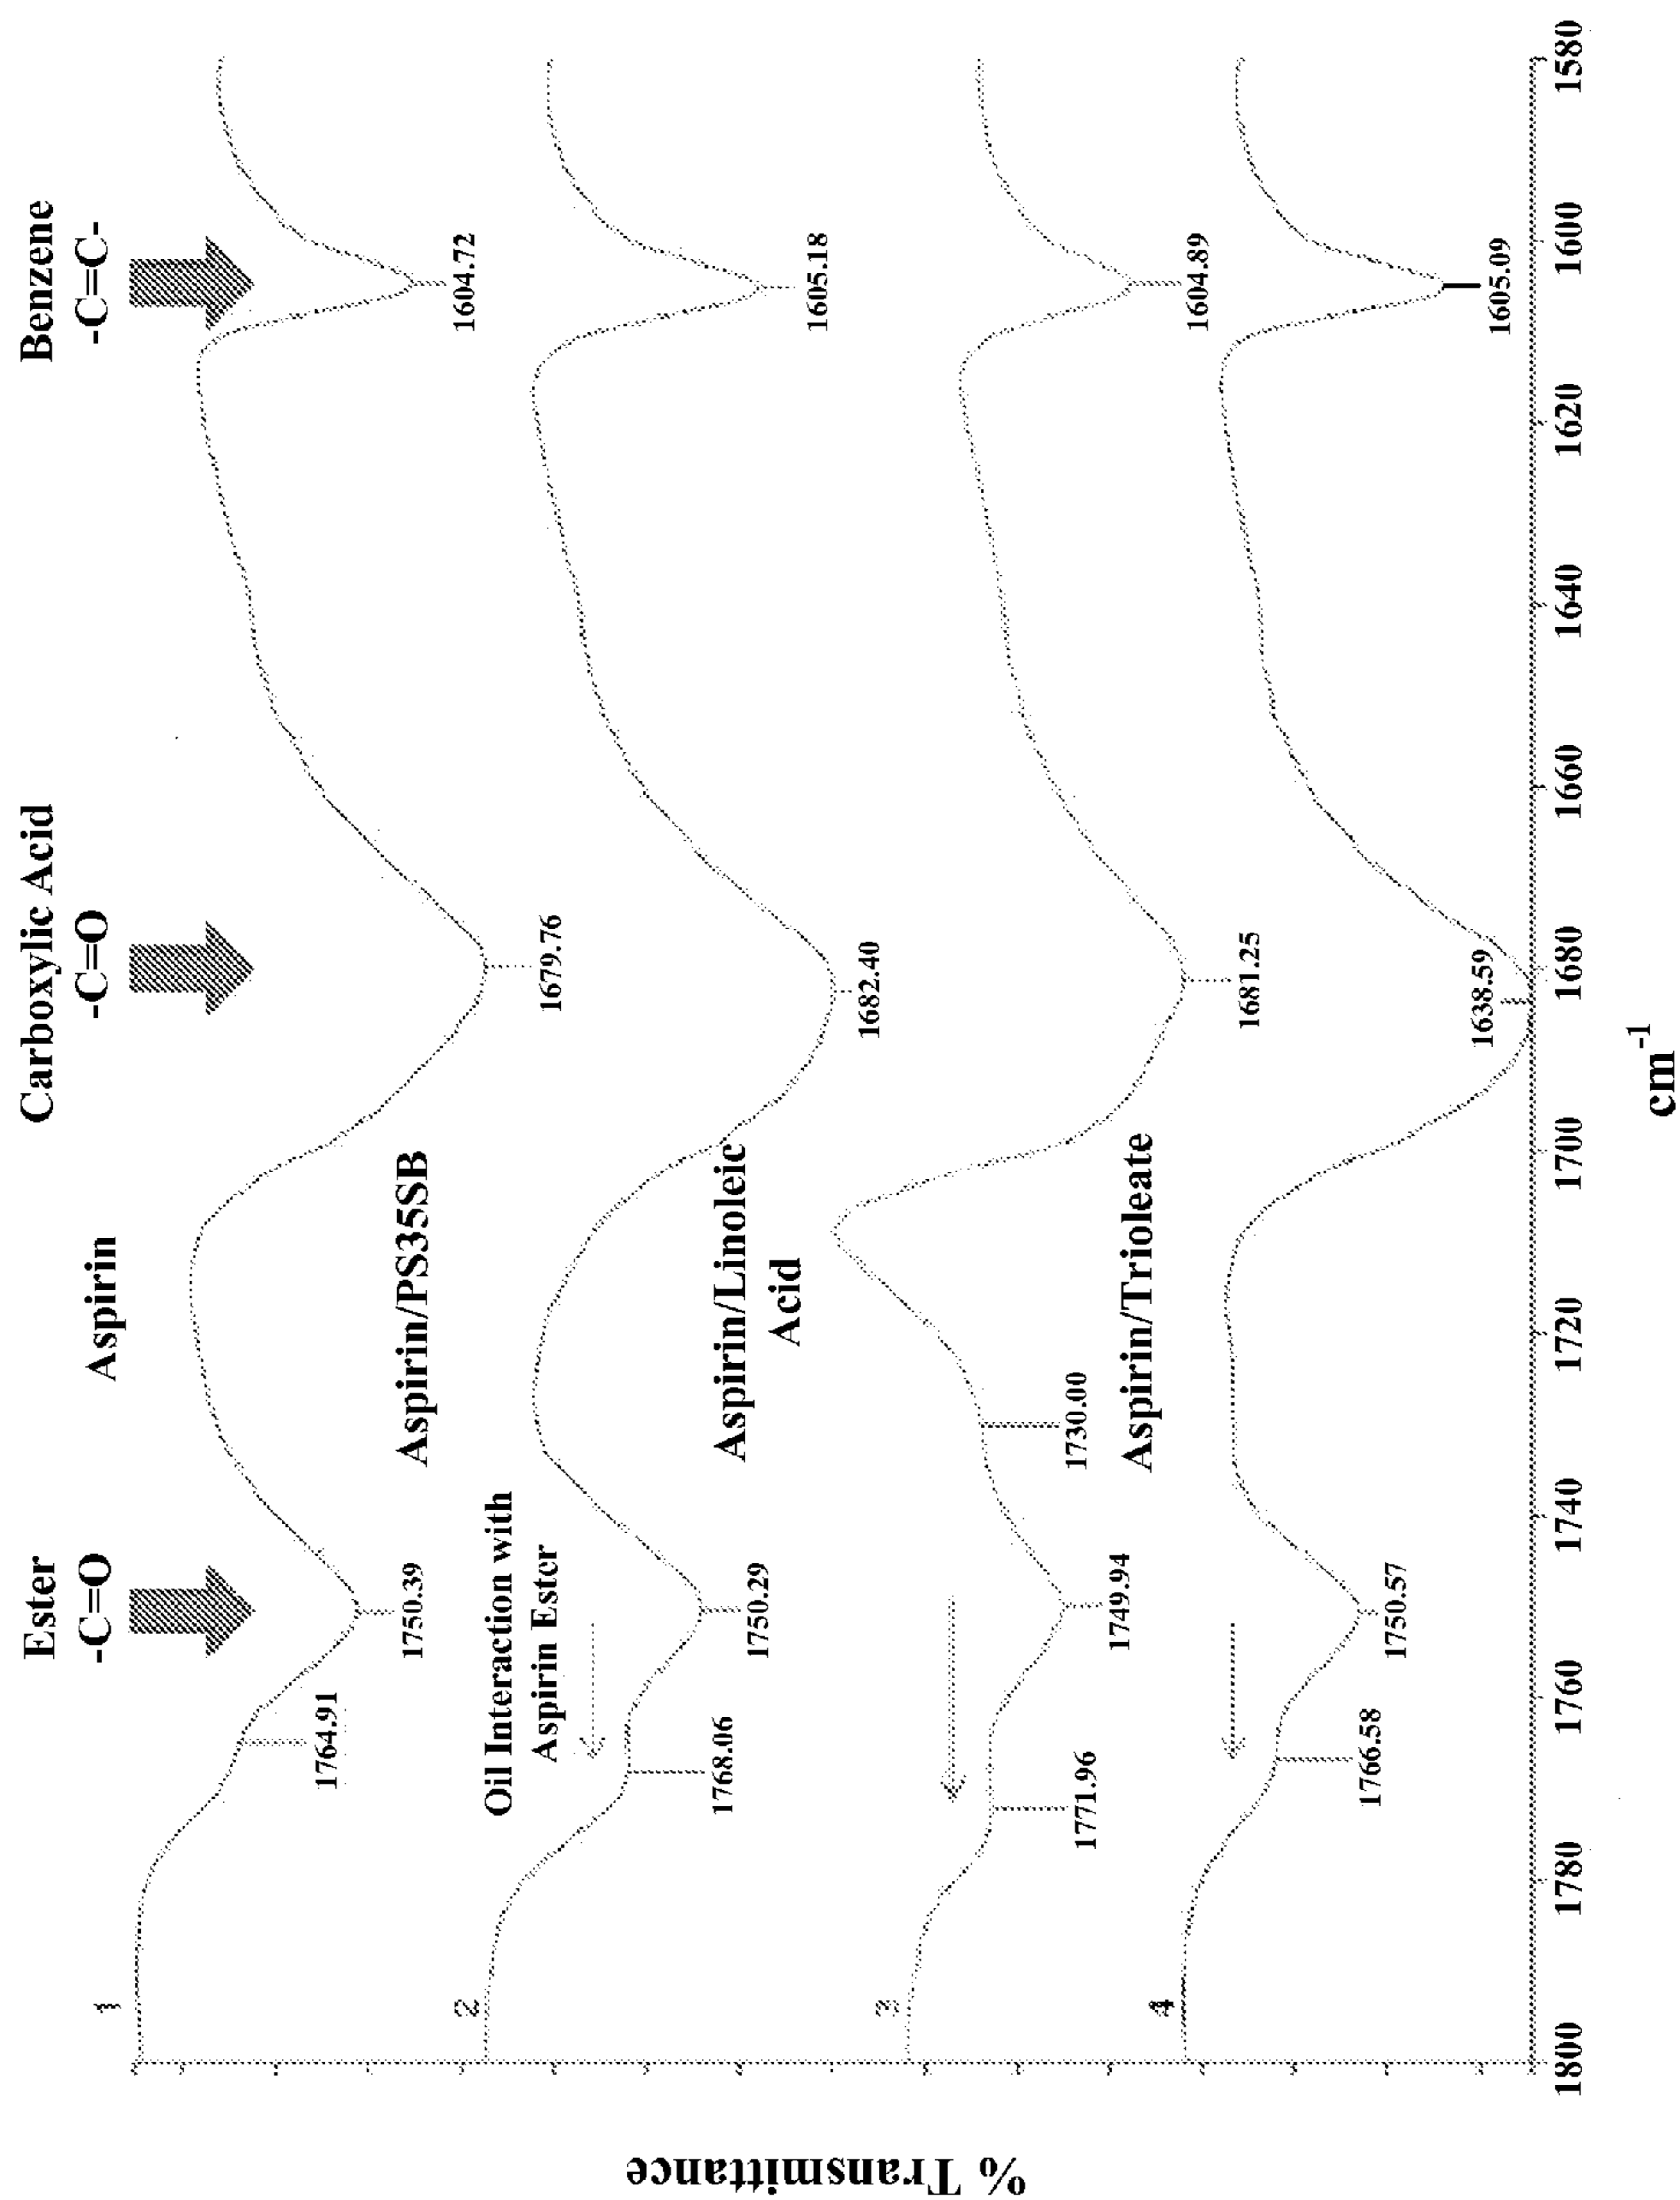 Ester
-C=O
Carboxylic Acid
-C=O
Benzene
-C=C-
Aspirin
1
1764.91
1750.39
1679.76
1604.72
Aspirin/PS35SB
2
Oil Interaction with
Aspirin Ester
1768.06
1750.29
1682.40
1605.18
Aspirin/Linoleic
Acid
3
1771.96
1749.94
1730.00
1681.25
1604.89
Aspirin/Trioleate
4
1766.58
1750.57
1638.59
1605.09
1800 1780 1760 1740 1720 1700 1680 1660 1640 1620 1600 1580
cm-1
% Transmittance